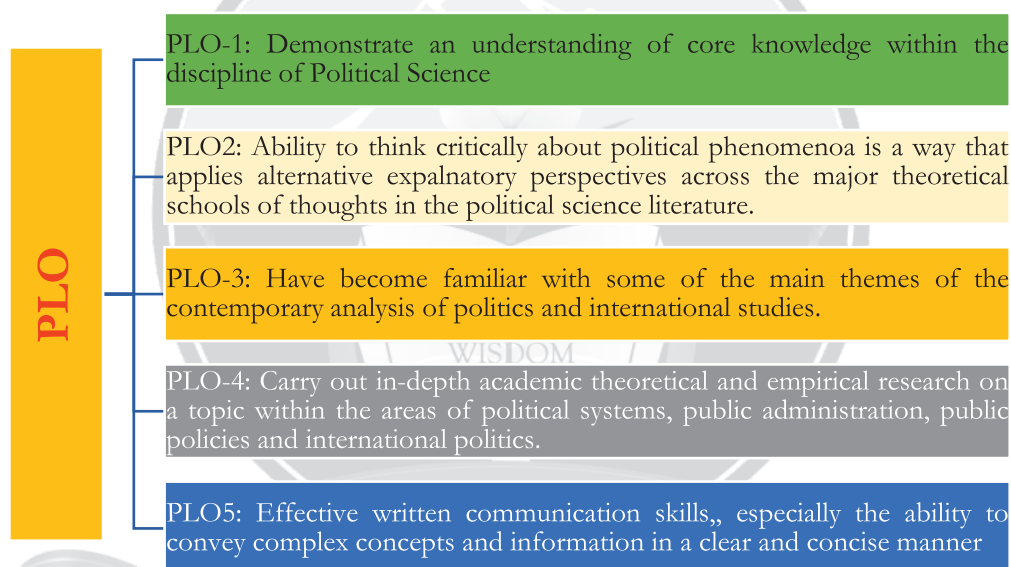 PLO
PLO-1: Demonstrate an understanding of core knowledge within the
discipline of Political Science
PLO2: Ability to think critically about political phenomenoa is a way that
applies alternative expalnatory perspectives across the major theoretical
schools of thoughts in the political science literature.
PLO-3: Have become familiar with some of the main themes of the
contemporary analysis of politics and international studies.
WISDOM
PLO-4: Carry out in-depth academic theoretical and empirical research on
a topic within the areas of political systems, public administration, public
policies and international politics.
PLO5: Effective written communication skills,, especially the ability to
convey complex concepts and information in a clear and concise manner